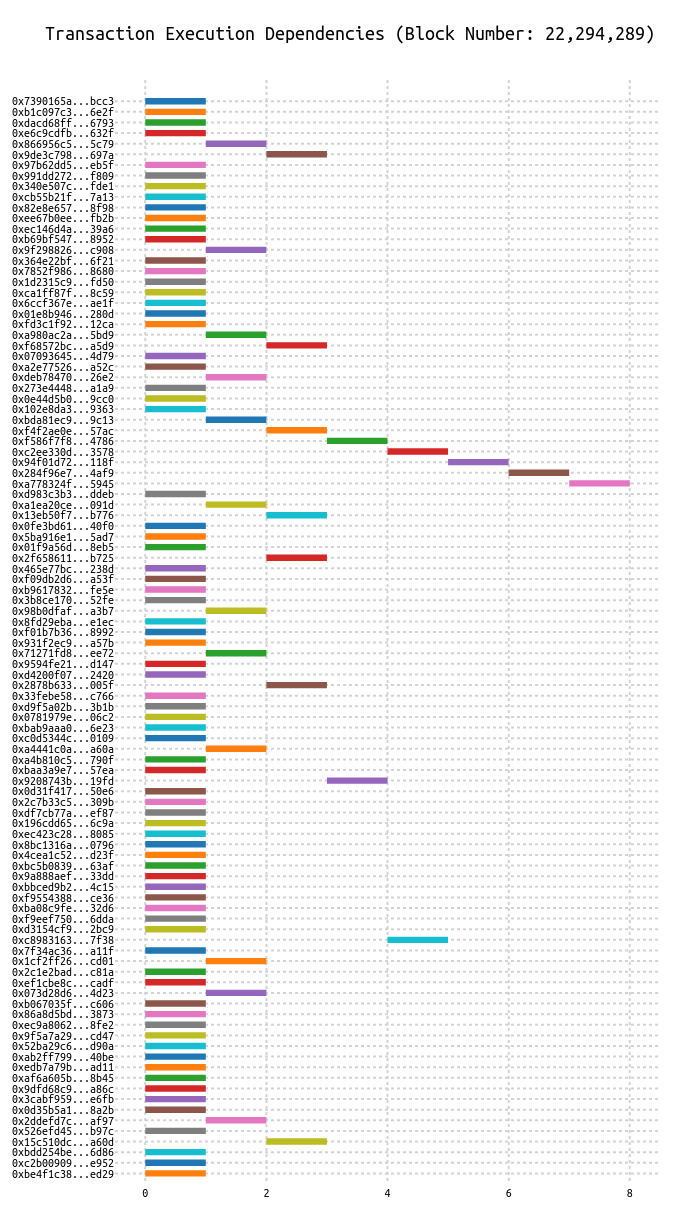 Transaction Execution Dependencies (Block Number: 22,294,289)
0x7390165a...bcc3
0xb1c097c3...6e2f
0xdacd68ff...6793
0xe6c9cdfb...632f
0x866956c5...5c79
0x9de3c798...697a
0x97b62dd5...eb5f
0x991dd272...f809
0x340e507c...fde1
0xcb55b21f...7a13
0x82e8e657...8f98
0xee67b0ee...fb2b
0xec146d4a...39a6
0xb69bf547...8952
0x9f298826...c908
0x364e22bf...6f21
0x7852f986...8680
0x1d2315c9...fd50
0xca1ff87f...8c59
0x6ccf367e...ae1f
0x01e8b946...280d
0xfd3c1f92...12ca
0xa980ac2a...5bd9
0xf68572bc...a5d9
0x07093645...4d79
0xa2e77526...a52c
0xdeb78470...26e2
0x273e4448...a1a9
0x0e44d5b0...9cc0
0x102e8da3...9363
0xbda81ec9...9c13
0xf4f2ae0e...57ac
0xf586f7f8...4786
0xc2ee330d...3578
0x94f01d72...118f
0x284f96e7...4af9
0xa778324f...5945
0xd983c3b3...ddeb
0xa1ea20ce...091d
0x13eb50f7...b776
0x0fe3bd61...40f0
0x5ba916e1...5ad7
0x01f9a56d...8eb5
0x2f658611...b725
0x465e77bc...238d
0xf09db2d6...a53f
0xb9617832...fe5e
0x3b8ce170...52fe
0x98b0dfaf...a3b7
0x8fd29eba...e1ec
0xf01b7b36...8992
0x931f2ec9...a57b
0x71271fd8...ee72
0x9594fe21...d147
0xd4200f07...2420
0x2878b633...005f
0x33febe58...c766
0xd9f5a02b...3b1b
0x0781979e...06c2
0xbab9aaa0...6e23
0xc0d5344c...0109
0xa4441c0a...a60a
0xa4b810c5...790f
0xbaa3a9e7...57ea
0x9208743b...19fd
0x0d31f417...50e6
0x2c7b33c5...309b
0xdf7cb77a...ef87
0x196cdd65...6c9a
0xec423c28...8085
0x8bc1316a...0796
0x4cea1c52...d23f
0xbc5b0839...63af
0x9a888aef...33dd
0xbbced9b2...4c15
0xf9554388...ce36
0xba08c9fe...32d6
0xf9eef750...6dda
0xd3154cf9...2bc9
0xc8983163...7f38
0x7f34ac36...a11f
0x1cf2ff26...cd01
0x2c1e2bad...c81a
0xef1cbe8c...cadf
0x073d28d6...4d23
0xb067035f...c606
0x86a8d5bd...3873
0xec9a8062...8fe2
0x9f5a7a29...cd47
0x52ba29c6...d90a
0xab2ff799...40be
0xedb7a79b...ad11
0xaf6a605b...8b45
0x9dfd68c9...a86c
0x3cabf959...e6fb
0x0d35b5a1...8a2b
0x2ddefd7c...af97
0x526efd45...b97c
0x15c510dc...a60d
0xbdd254be...6d86
0xc2b00909...e952
0xbe4f1c38...ed29
0 2 4 6 8